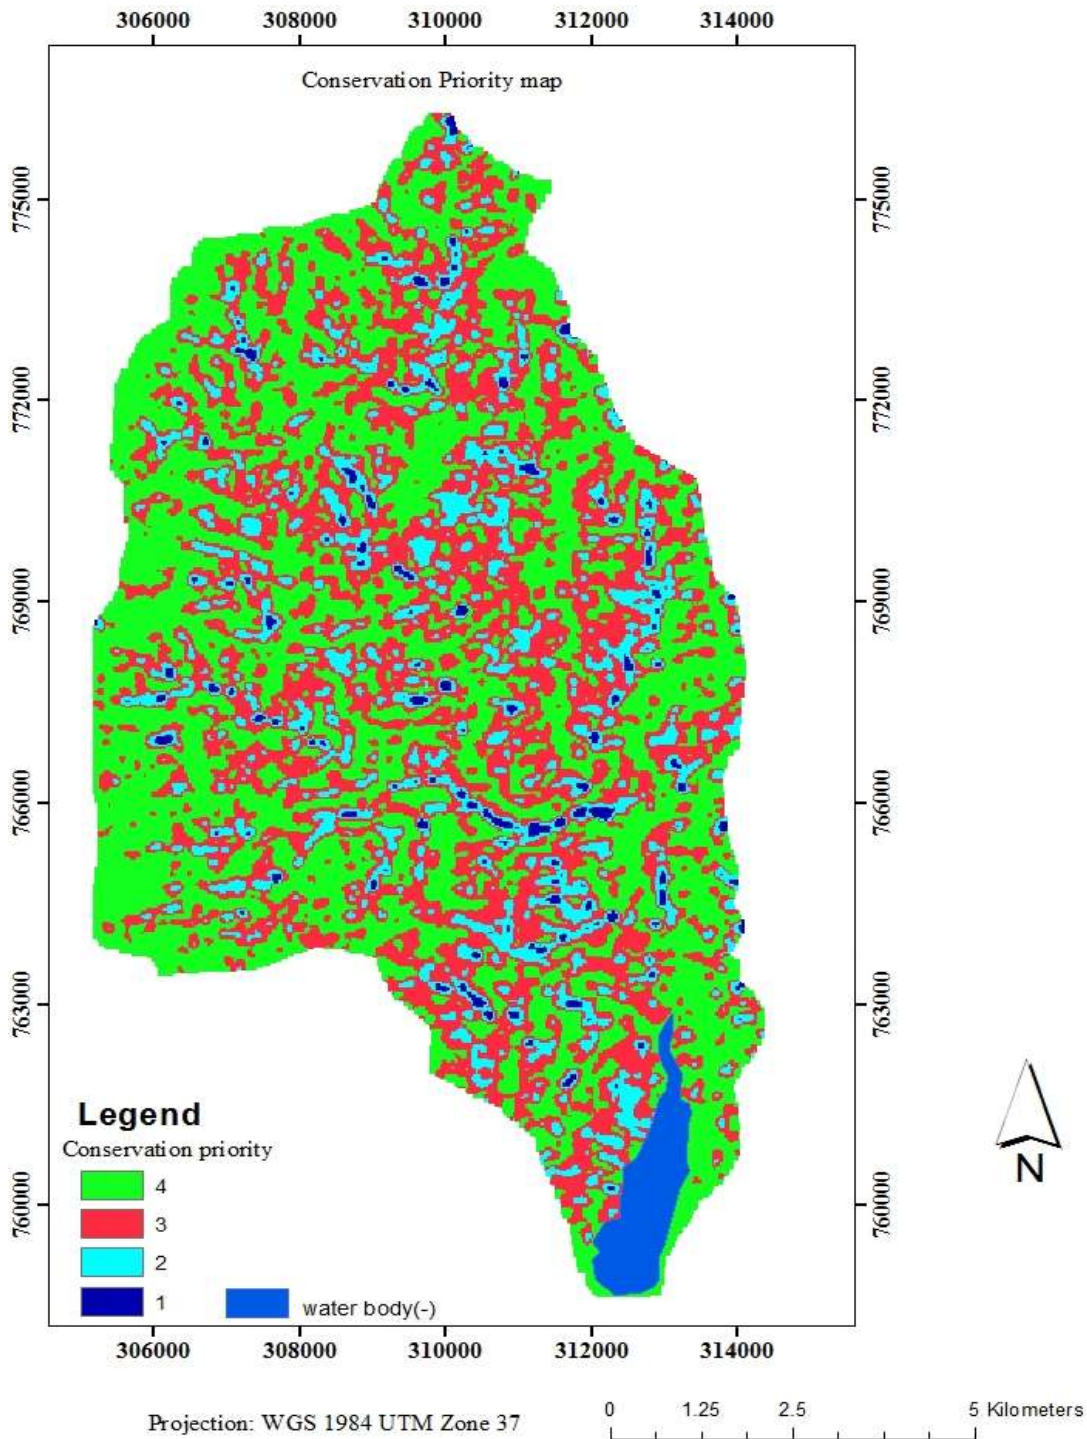 306000 308000 310000 312000 314000
Conservation Priority map
775000 775000
772000 772000
769000 769000
766000 766000
763000 763000
760000 760000
Legend
Conservation priority
4
3
2
1 water body(-)
N
306000 308000 310000 312000 314000
Projection: WGS 1984 UTM Zone 37
0 1.25 2.5 5 Kilometers